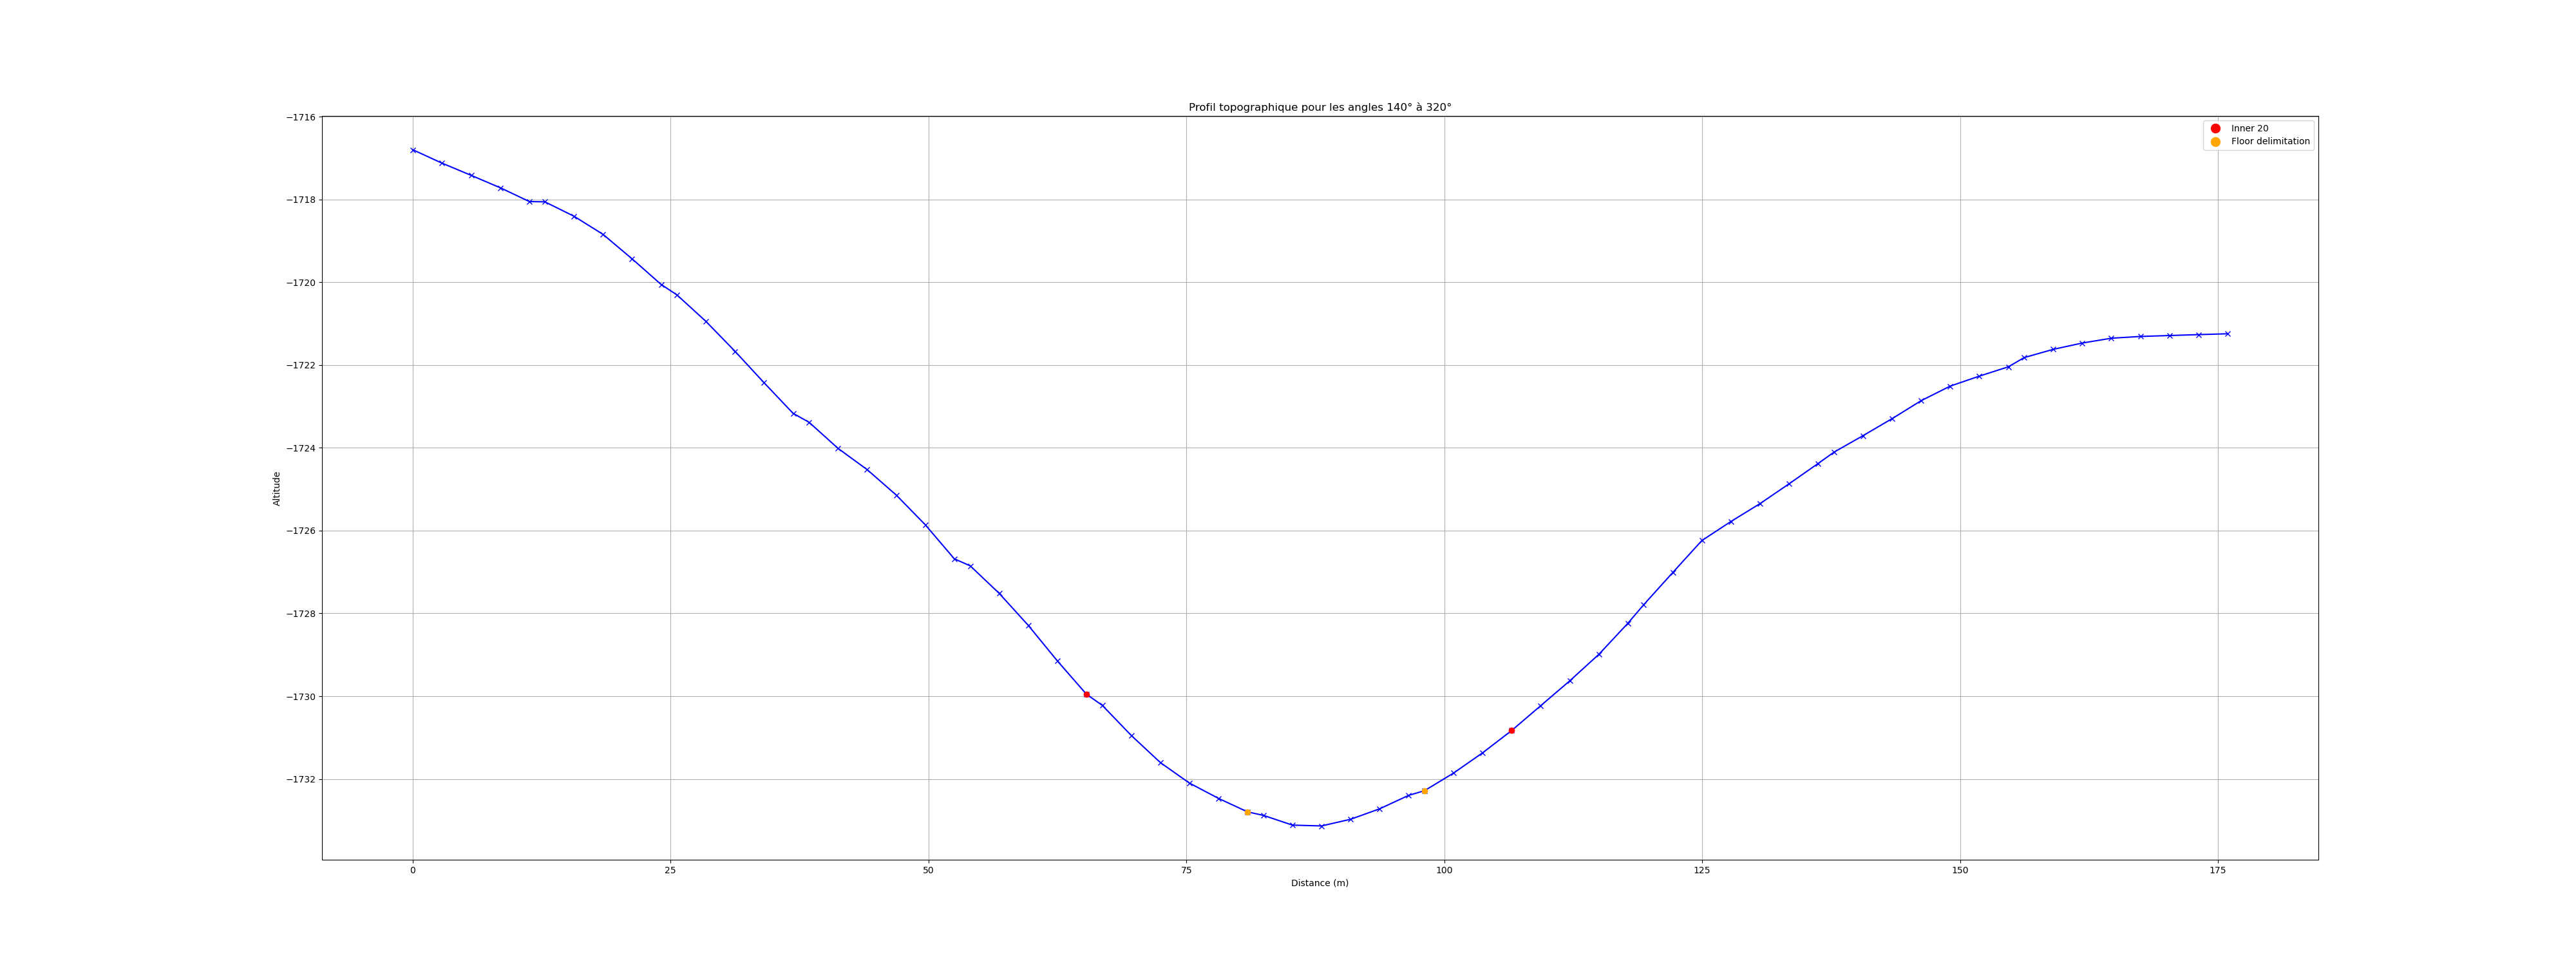 Profil topographique pour les angles 140° à 320°
Inner 20
Floor delimitation
Altitude
−1716
−1718
−1720
−1722
−1724
−1726
−1728
−1730
−1732
0 25 50 75 100 125 150 175
Distance (m)